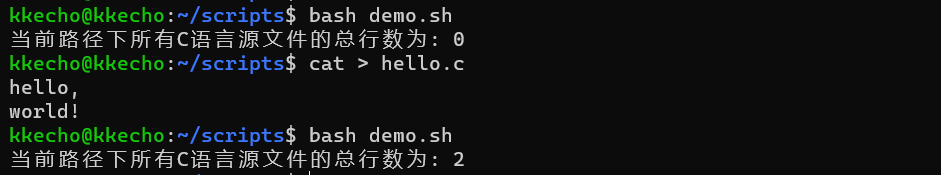 kkecho@kkecho:~/scripts$ bash demo.sh
当前路径下所有C语言源文件的总行数为: 0
kkecho@kkecho:~/scripts$ cat > hello.c
hello,
world!
kkecho@kkecho:~/scripts$ bash demo.sh
当前路径下所有C语言源文件的总行数为: 2